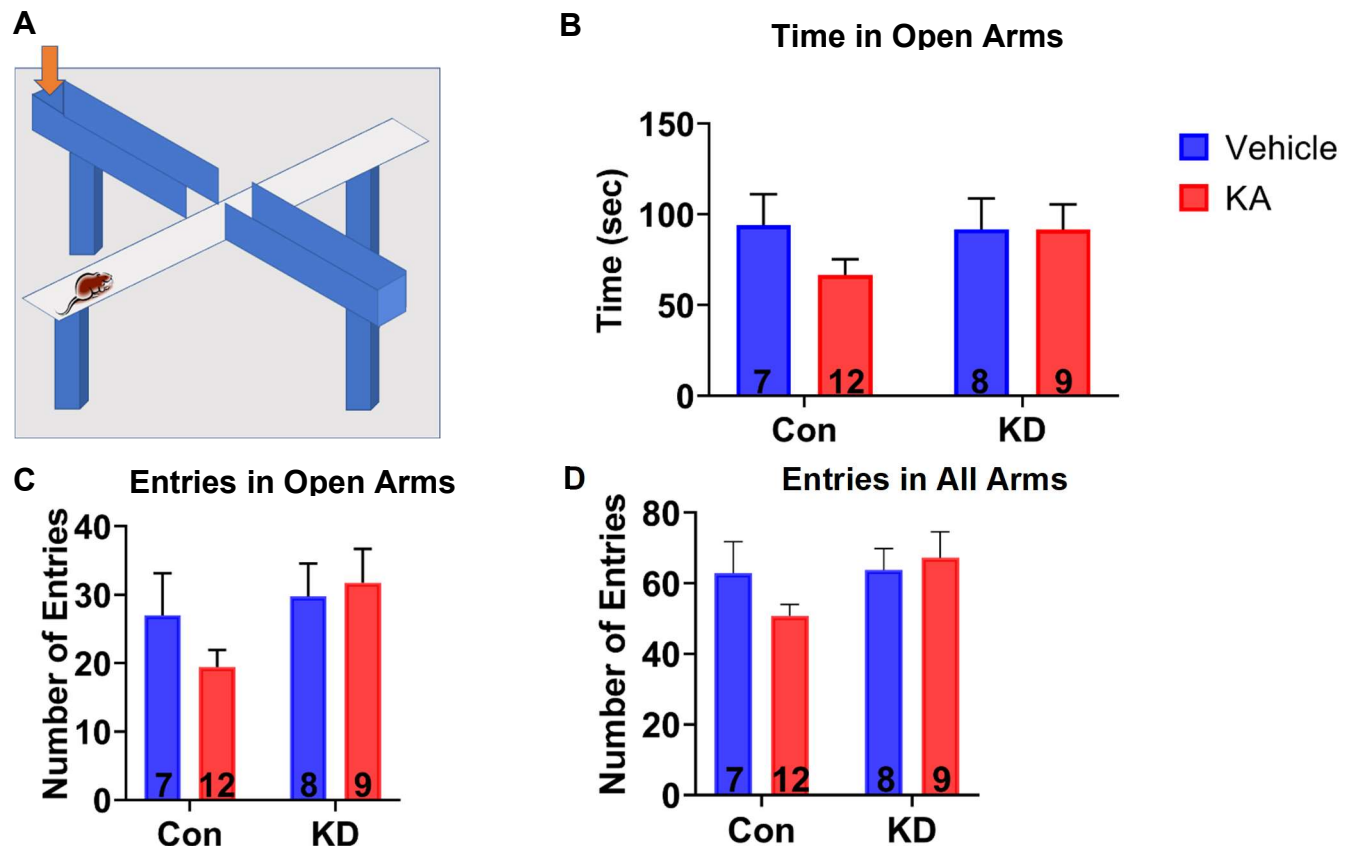 A
B
Time in Open Arms
Time (sec)
150
100
50
0
7
12
8
9
Con
KD
Vehicle
KA
C
Entries in Open Arms
Number of Entries
40
30
20
10
0
7
12
8
9
Con
KD
D
Entries in All Arms
Number of Entries
80
60
40
20
0
7
12
8
9
Con
KD